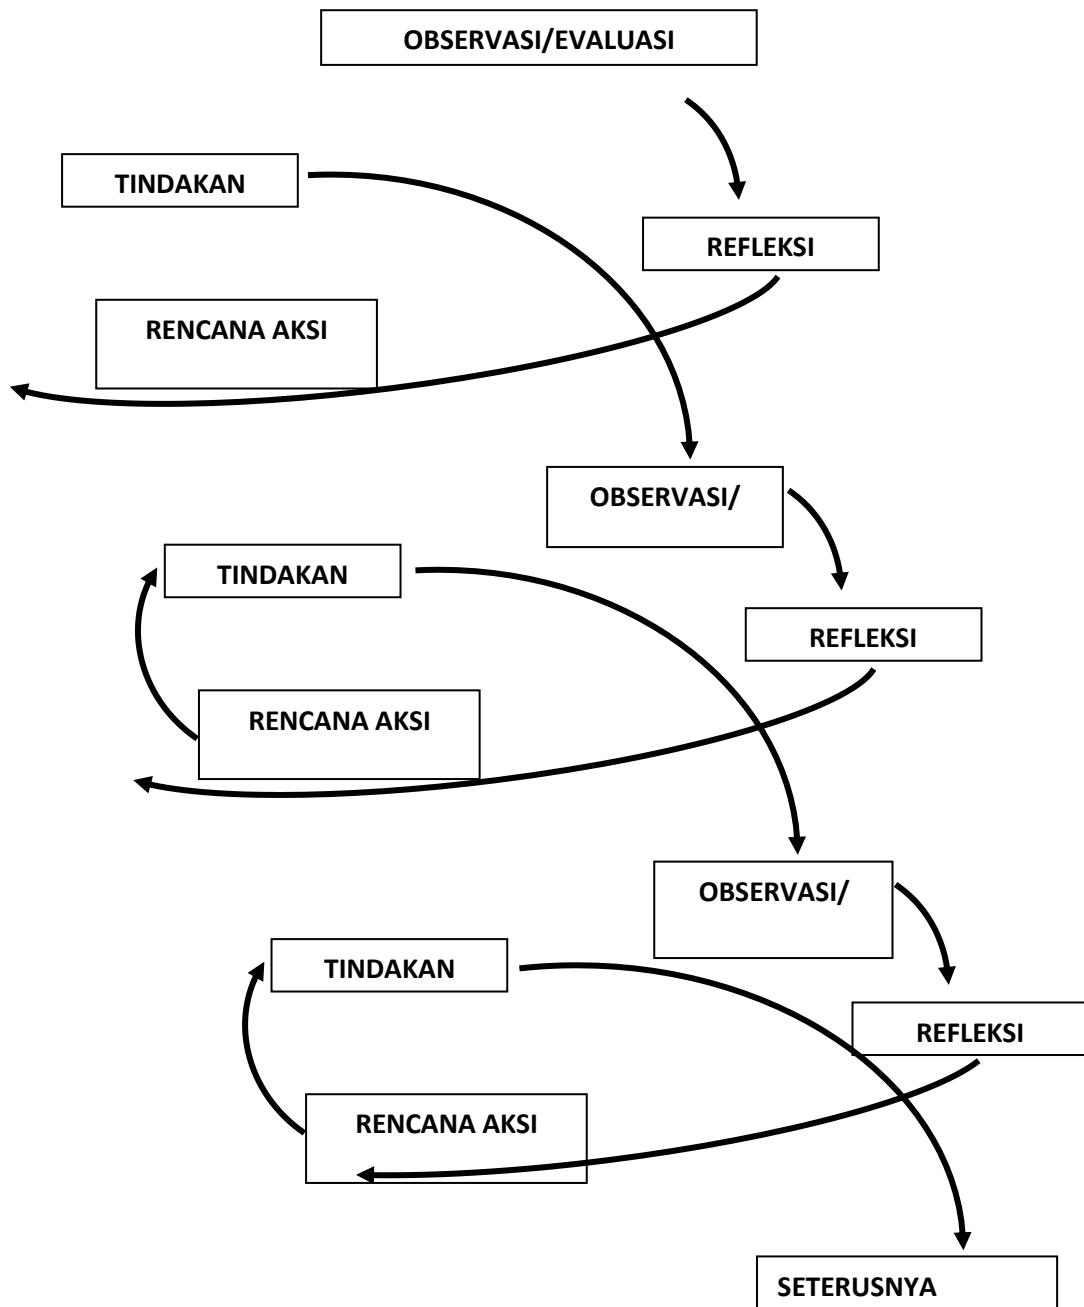 OBSERVASI/EVALUASI
TINDAKAN
REFLEKSI
RENCANA AKSI
OBSERVASI/
TINDAKAN
REFLEKSI
RENCANA AKSI
OBSERVASI/
TINDAKAN
REFLEKSI
RENCANA AKSI
SETERUSNYA